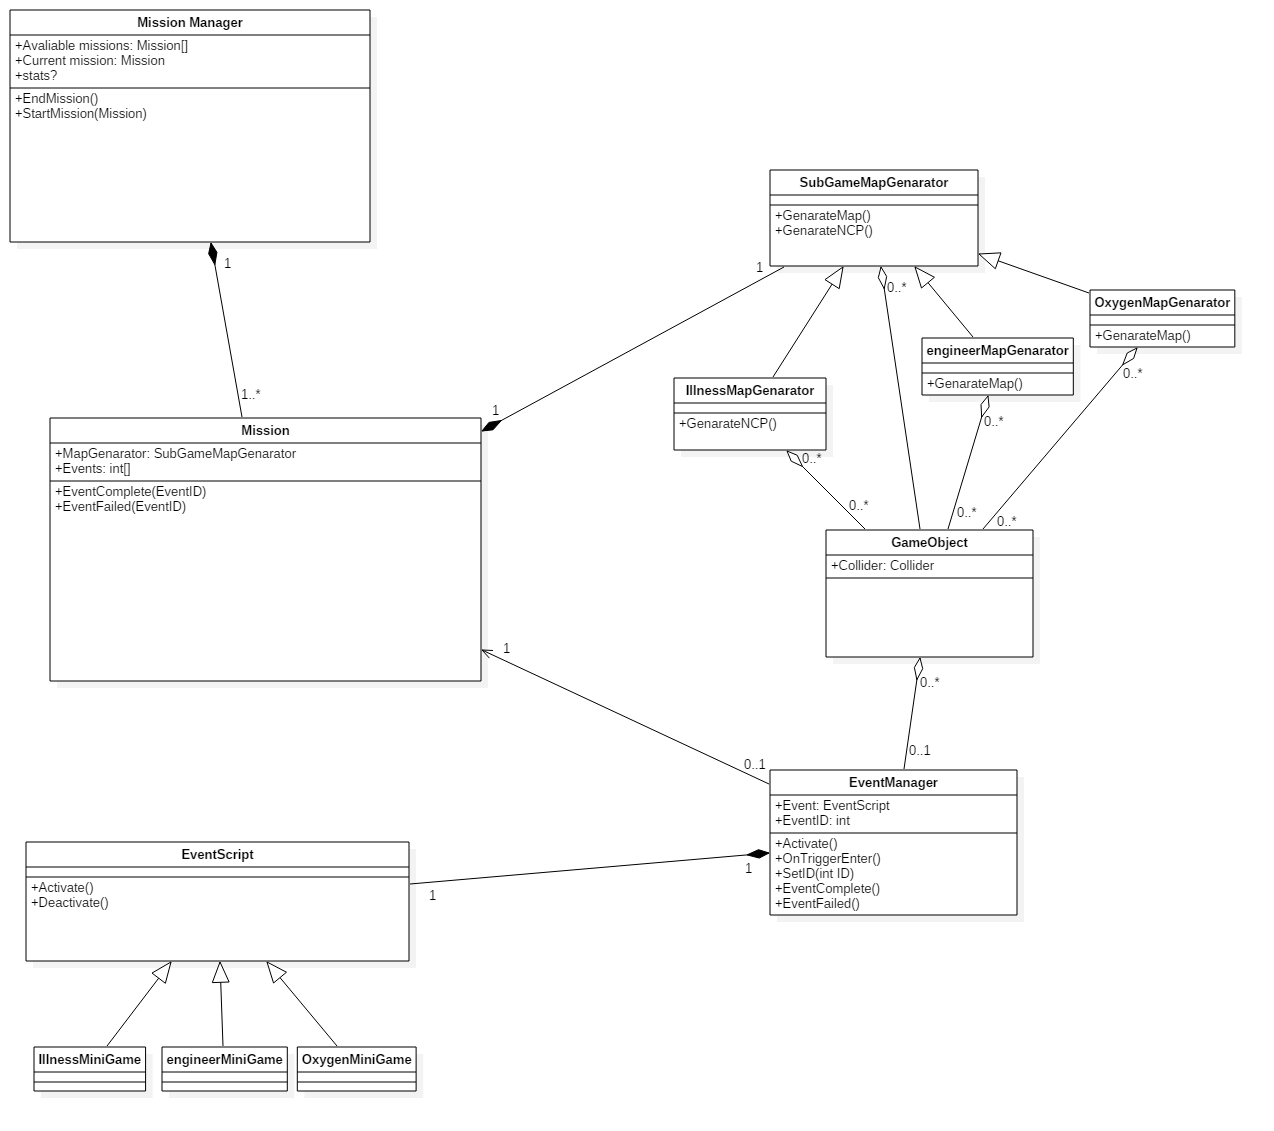 Mission Manager
+Avaliable missions: Mission[]
+Current mission: Mission
+stats?
+EndMission()
+StartMission(Mission)
1
1..*
SubGameMapGenarator
+GenarateMap()
+GenarateNCP()
1
0..*
OxygenMapGenarator
+GenarateMap()
0..*
engineerMapGenarator
+GenarateMap()
0..*
IllnessMapGenarator
+GenarateNCP()
0..*
1
Mission
+MapGenarator: SubGameMapGenarator
+Events: int[]
+EventComplete(EventID)
+EventFailed(EventID)
0..*
0..*
0..*
GameObject
+Collider: Collider
1
0..*
0..1
0..1
EventManager
+Event: EventScript
+EventID: int
+Activate()
+OnTriggerEnter()
+SetID(int ID)
+EventComplete()
+EventFailed()
1
1
EventScript
+Activate()
+Deactivate()
IllnessMiniGame
engineerMiniGame
OxygenMiniGame